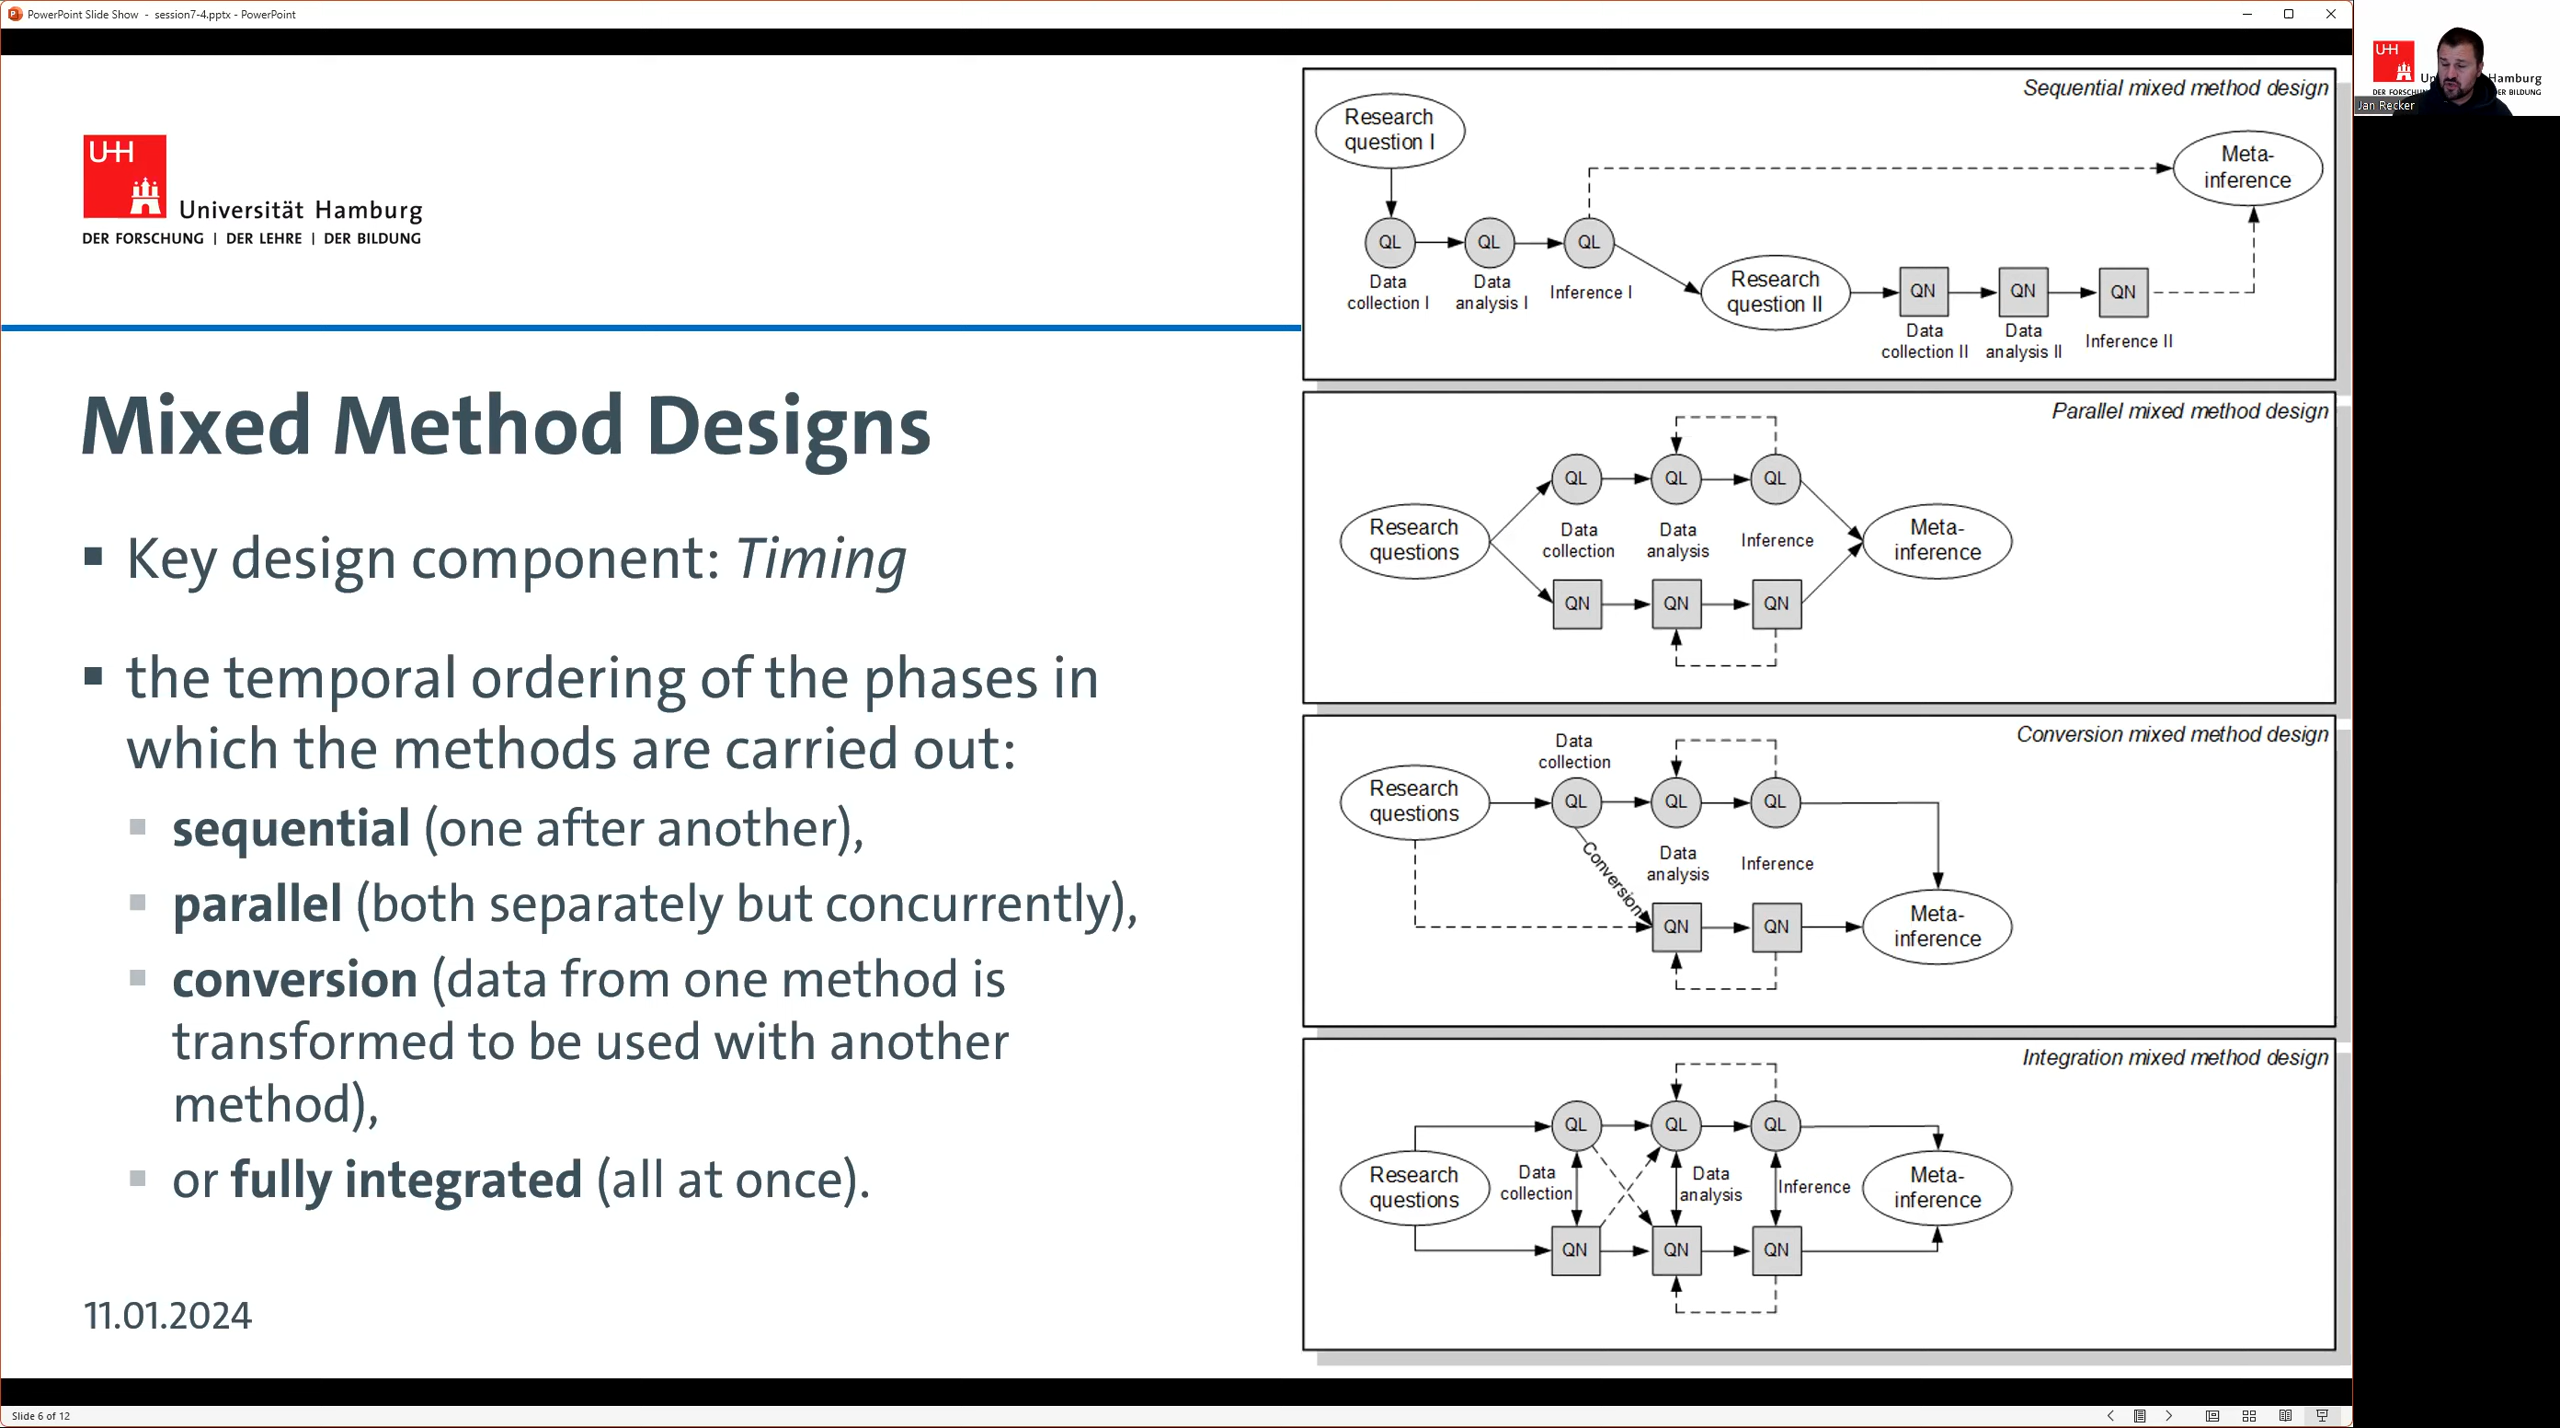 PowerPoint Slide Show - session7-4.pptx - PowerPoint
UHH
Universität Hamburg
DER FORSCHUNG | DER LEHRE | DER BILDUNG
Mixed Method Designs
Key design component: Timing
the temporal ordering of the phases in
which the methods are carried out:
sequential (one after another),
parallel (both separately but concurrently),
conversion (data from one method is
transformed to be used with another
method),
or fully integrated (all at once).
11.01.2024
Sequential mixed method design
Research
question I
Meta-
inference
QL
QL
QL
Data
collection I
Data
analysis I
Inference I
Research
question II
QN
QN
QN
Data
collection II
Data
analysis II
Inference II
Parallel mixed method design
QL
QL
QL
Research
questions
Data
collection
Data
analysis
Inference
Meta-
inference
QN
QN
QN
Conversion mixed method design
Data
collection
Research
questions
QL
QL
QL
Conversion
Data
analysis
Inference
QN
QN
Meta-
inference
Integration mixed method design
QL
QL
QL
Research
questions
Data
collection
Data
analysis
Inference
Meta-
inference
QN
QN
QN
Slide 6 of 12
UHH
Hamburg
DER FORSCHUN
ER BILDUNG
Jan Recker